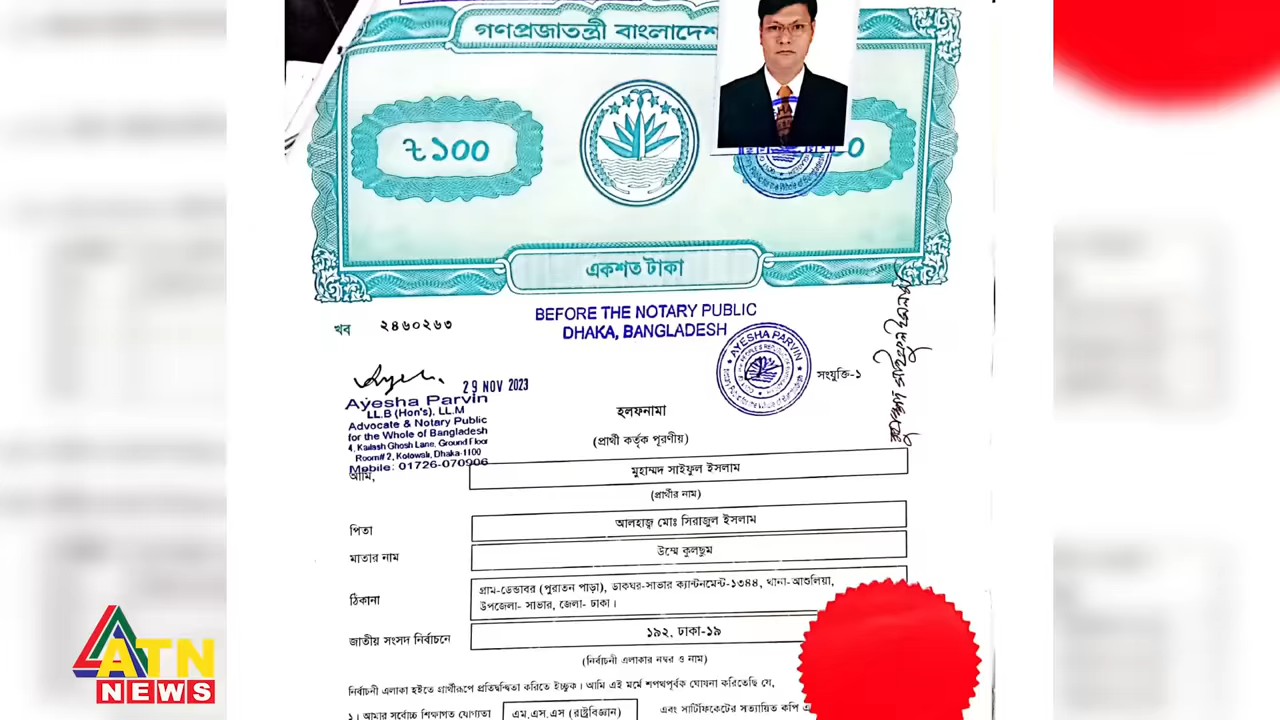 গণপ্রজাতন্ত্রী বাংলাদেশ
৳১০০
একশত টাকা
খব ২৪৬০২৬৩
BEFORE THE NOTARY PUBLIC
DHAKA, BANGLADESH
29 NOV 2023
Ayesha Parvin
LL.B (Hon's), LL.M
Advocate & Notary Public
for the Whole of Bangladesh
4, Kailash Ghosh Lane, Ground Floor
Room# 2, Kotowali, Dhaka-1100
Mobile: 01726-070906
AYESHA PARVIN
সংযুক্তি-১
হলফনামা
(প্রার্থী কর্তৃক পূরণীয়)
আমি, মুহাম্মদ সাইফুল ইসলাম
(প্রার্থীর নাম)
পিতা আলহাজ্ব মোঃ সিরাজুল ইসলাম
মাতার নাম উম্মে কুলছুম
ঠিকানা গ্রাম-ডেন্ডাবর (পুরাতন পাড়া), ডাকঘর-সাভার ক্যান্টনমেন্ট-১৩৪৪, থানা-আশুলিয়া,
উপজেলা- সাভার, জেলা- ঢাকা।
জাতীয় সংসদ নির্বাচনে ১৯২, ঢাকা-১৯
(নির্বাচনী এলাকার নম্বর ও নাম)
নির্বাচনী এলাকা হইতে প্রার্থীরূপে প্রতিদ্বন্দ্বিতা করিতে ইচ্ছুক। আমি এই মর্মে শপথপূর্বক ঘোষনা করিতেছি যে,
১। আমার সর্বোচ্চ শিক্ষাগত যোগ্যতা এম.এস.এস (রাষ্ট্রবিজ্ঞান) এবং সার্টিফিকেটের সত্যায়িত কপি
ATN
NEWS